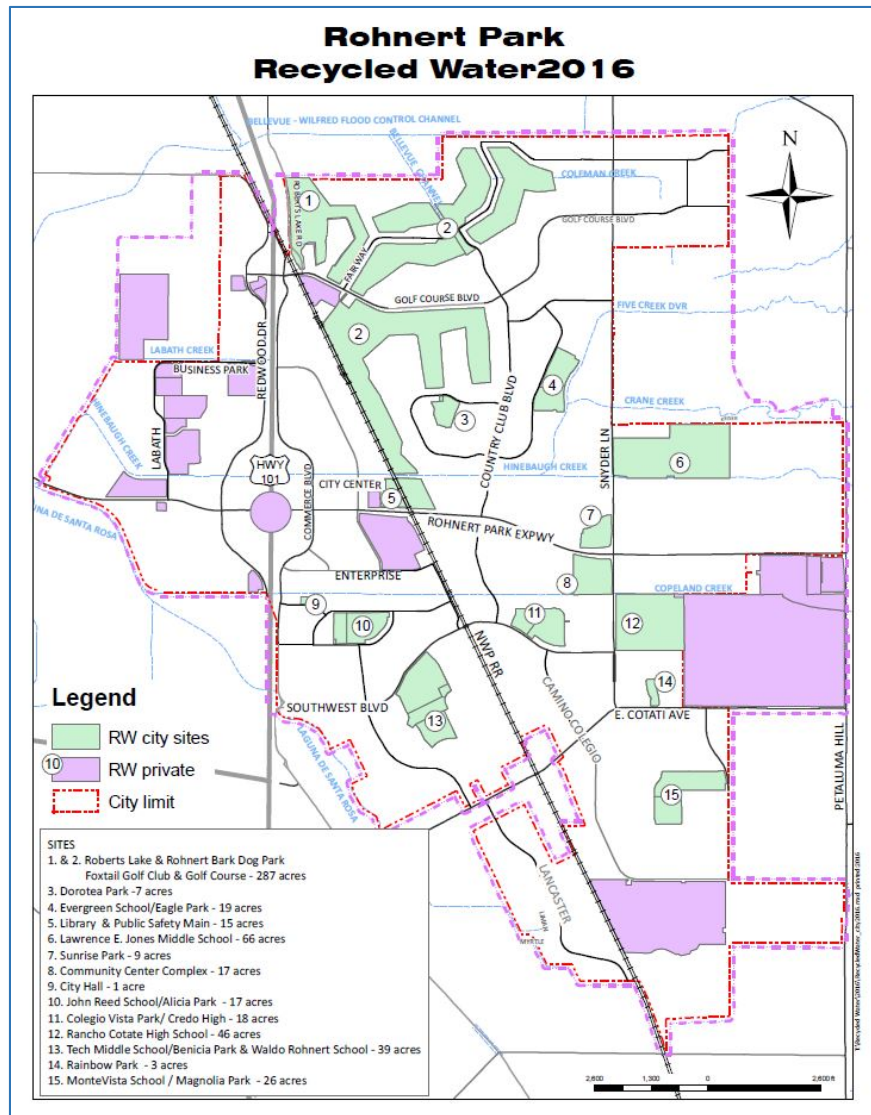 Rohnert Park
Recycled Water2016
BELLEVUE - WILFRED FLOOD CONTROL CHANNEL
BELLEVUE CHANNEL
COLEMAN CREEK
N
ROBERTS LAKE RD
1
2
GOLF COURSE BLVD
FAIRWAY
GOLF COURSE BLVD
FIVE CREEK DVR
REDWOOD DR
2
LABATH CREEK
BUSINESS PARK
4
COUNTRY CLUB BLVD
CRANE CREEK
3
HINEBAUGH CREEK
LABATH
SNYDER LN
HWY
101
HINEBAUGH CREEK
6
CITY CENTER
COMMERCE BLVD
5
LAGUNA DE SANTA ROSA
ROHNERT PARK EXPWY
7
ENTERPRISE
8
COPELAND CREEK
9
10
11
12
NWP RR
14
SOUTHWEST BLVD
13
CAMINO COLEGIO
E. COTATI AVE
LAGUNA DE SANTA ROSA
PETALUMA HILL
15
LANCASTER
MYRTLE
Legend
RW city sites
10
RW private
City limit
SITES
1. & 2. Roberts Lake & Rohnert Bark Dog Park
Foxtail Golf Club & Golf Course - 287 acres
3. Dorotea Park -7 acres
4. Evergreen School/Eagle Park - 19 acres
5. Library & Public Safety Main - 15 acres
6. Lawrence E. Jones Middle School - 66 acres
7. Sunrise Park - 9 acres
8. Community Center Complex - 17 acres
9. City Hall - 1 acre
10. John Reed School/Alicia Park - 17 acres
11. Colegio Vista Park/ Credo High - 18 acres
12. Rancho Cotate High School - 46 acres
13. Tech Middle School/Benicia Park & Waldo Rohnert School - 39 acres
14. Rainbow Park - 3 acres
15. MonteVista School / Magnolia Park - 26 acres
2,600 1,300 0 2,600 ft